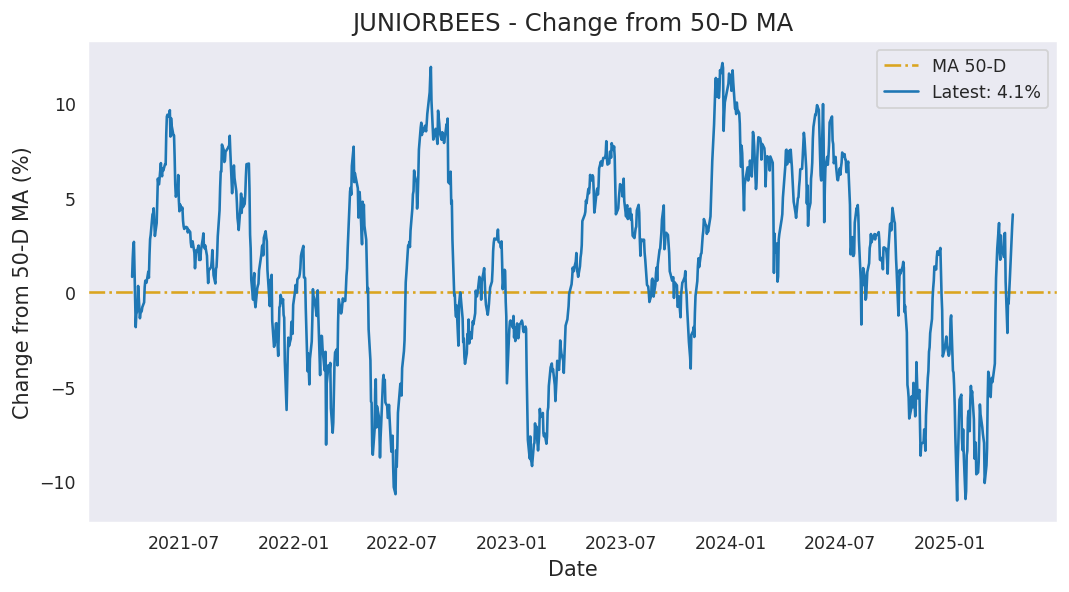 JUNIORBEES - Change from 50-D MA
MA 50-D
Latest: 4.1%
Change from 50-D MA (%)
10
5
0
−5
−10
2021-07
2022-01
2022-07
2023-01
2023-07
2024-01
2024-07
2025-01
Date